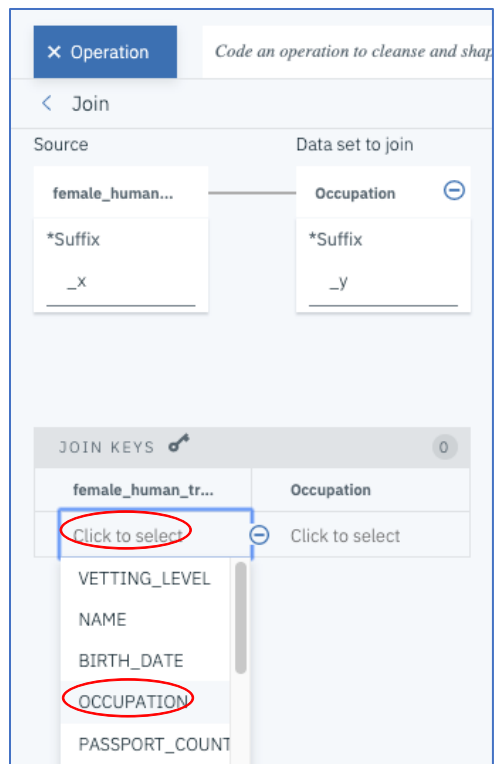 × Operation
Code an operation to cleanse and shap
< Join
Source
Data set to join
female_human...
Occupation
*Suffix
*Suffix
_x
_y
JOIN KEYS
0
female_human_tr...
Occupation
Click to select
Click to select
VETTING_LEVEL
NAME
BIRTH_DATE
OCCUPATION
PASSPORT_COUNT